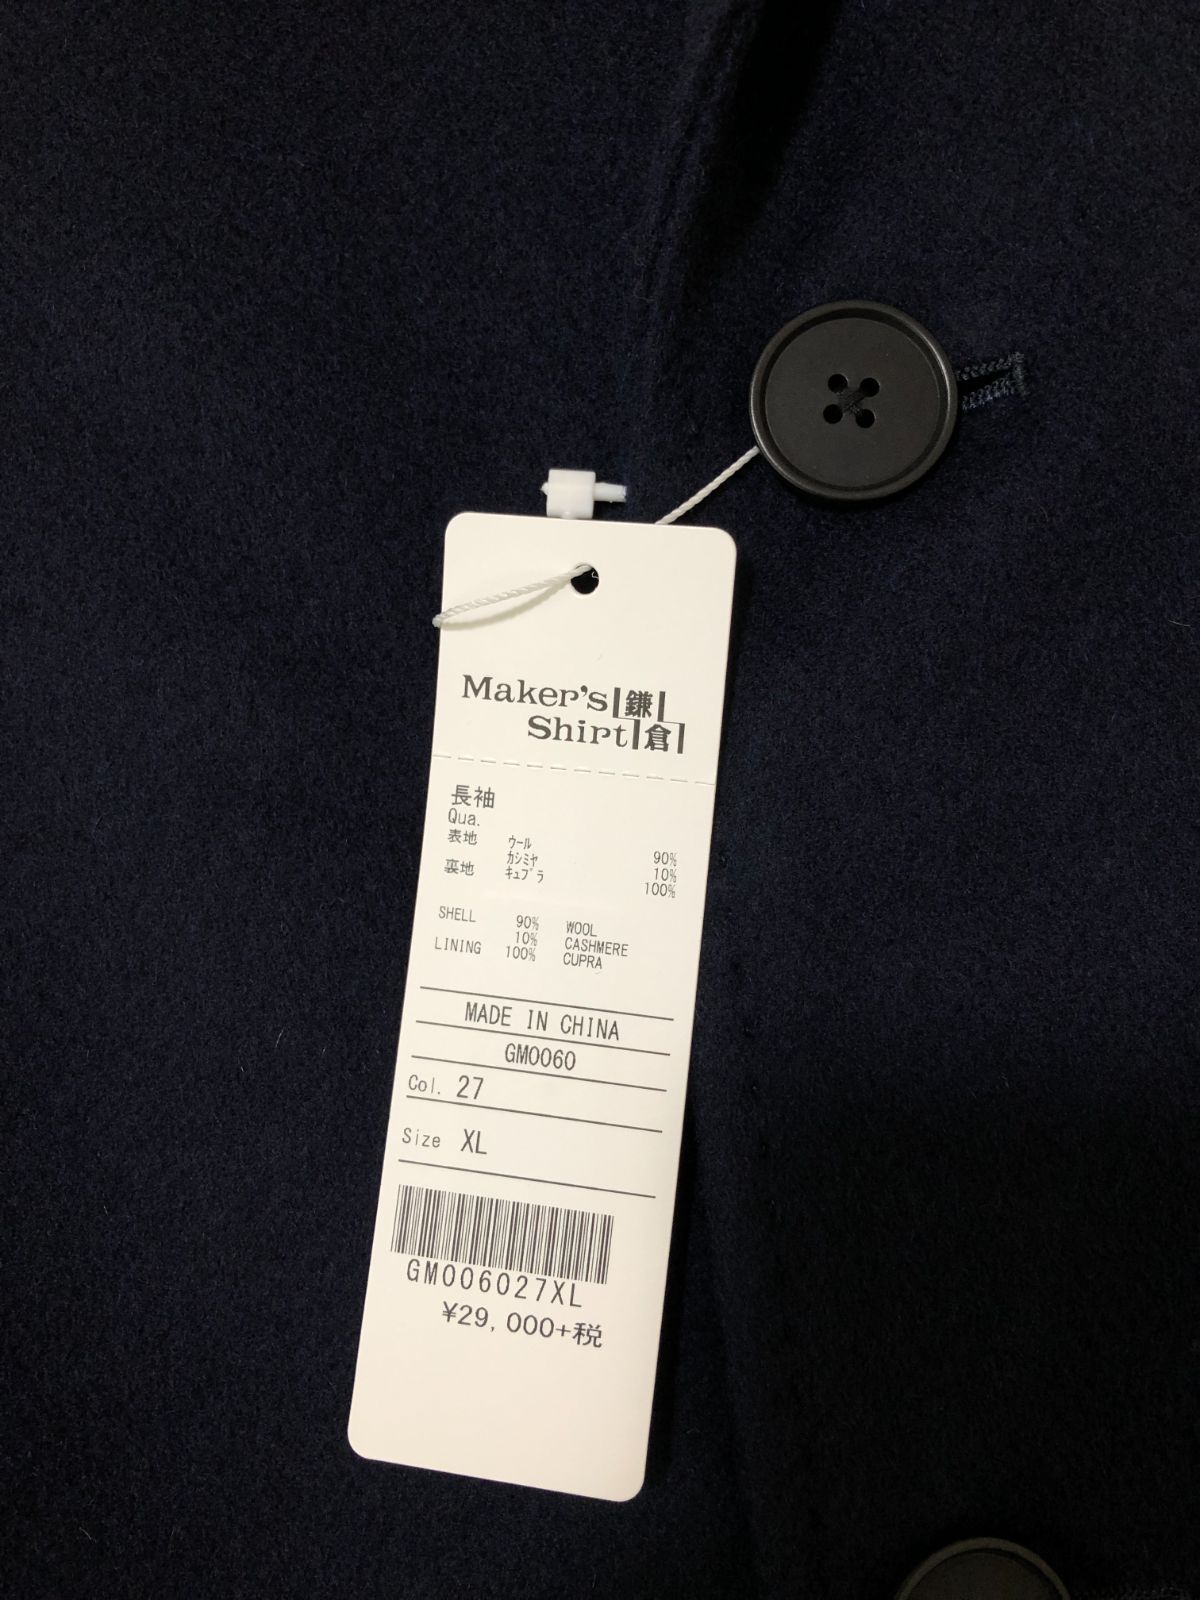 Maker's 鎌
Shirt 倉
長袖
Qua.
表地 ウール 90%
カシミヤ 10%
裏地 キュプラ 100%
SHELL 90% WOOL
10% CASHMERE
LINING 100% CUPRA
MADE IN CHINA
GM0060
Col. 27
Size XL
GM006027XL
¥29,000+税